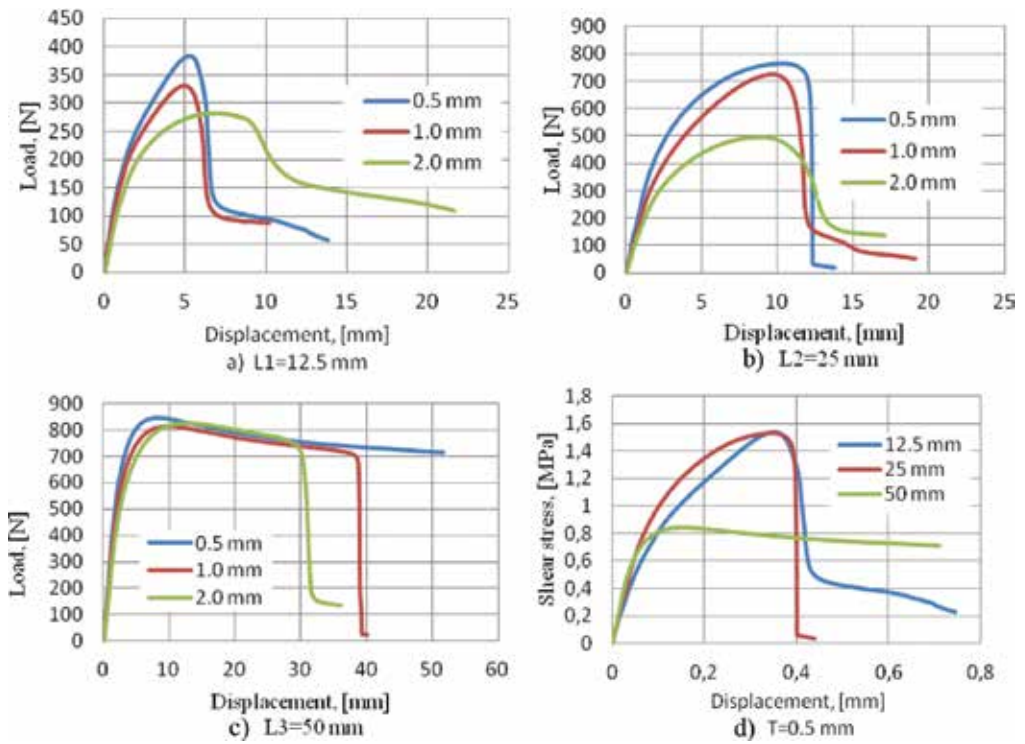 450
400
350
300
250
200
150
100
50
0
Load, [N]
0.5 mm
1.0 mm
2.0 mm
0 5 10 15 20 25
Displacement, [mm]
a) L1=12.5 mm
900
800
700
600
500
400
300
200
100
0
Load, [N]
0.5 mm
1.0 mm
2.0 mm
0 5 10 15 20 25
Displacement, [mm]
b) L2=25 mm
900
800
700
600
500
400
300
200
100
0
Load, [N]
0.5 mm
1.0 mm
2.0 mm
0 10 20 30 40 50 60
Displacement, [mm]
c) L3=50 mm
1,8
1,6
1,4
1,2
1
0,8
0,6
0,4
0,2
0
Shear stress, [MPa]
12.5 mm
25 mm
50 mm
0 0,2 0,4 0,6 0,8
Displacement, [mm]
d) T=0.5 mm